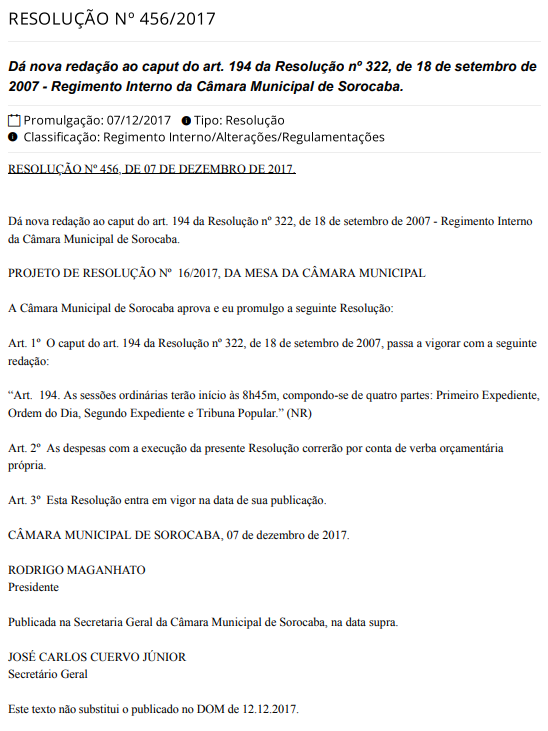 RESOLUÇÃO Nº 456/2017
Dá nova redação ao caput do art. 194 da Resolução nº 322, de 18 de setembro de
2007 - Regimento Interno da Câmara Municipal de Sorocaba.
Promulgação: 07/12/2017 Tipo: Resolução
Classificação: Regimento Interno/Alterações/Regulamentações
RESOLUÇÃO Nº 456, DE 07 DE DEZEMBRO DE 2017.
Dá nova redação ao caput do art. 194 da Resolução nº 322, de 18 de setembro de 2007 - Regimento Interno
da Câmara Municipal de Sorocaba.
PROJETO DE RESOLUÇÃO Nº 16/2017, DA MESA DA CÂMARA MUNICIPAL
A Câmara Municipal de Sorocaba aprova e eu promulgo a seguinte Resolução:
Art. 1º O caput do art. 194 da Resolução nº 322, de 18 de setembro de 2007, passa a vigorar com a seguinte
redação:
“Art. 194. As sessões ordinárias terão início às 8h45m, compondo-se de quatro partes: Primeiro Expediente,
Ordem do Dia, Segundo Expediente e Tribuna Popular.” (NR)
Art. 2º As despesas com a execução da presente Resolução correrão por conta de verba orçamentária
própria.
Art. 3º Esta Resolução entra em vigor na data de sua publicação.
CÂMARA MUNICIPAL DE SOROCABA, 07 de dezembro de 2017.
RODRIGO MAGANHATO
Presidente
Publicada na Secretaria Geral da Câmara Municipal de Sorocaba, na data supra.
JOSÉ CARLOS CUERVO JÚNIOR
Secretário Geral
Este texto não substitui o publicado no DOM de 12.12.2017.